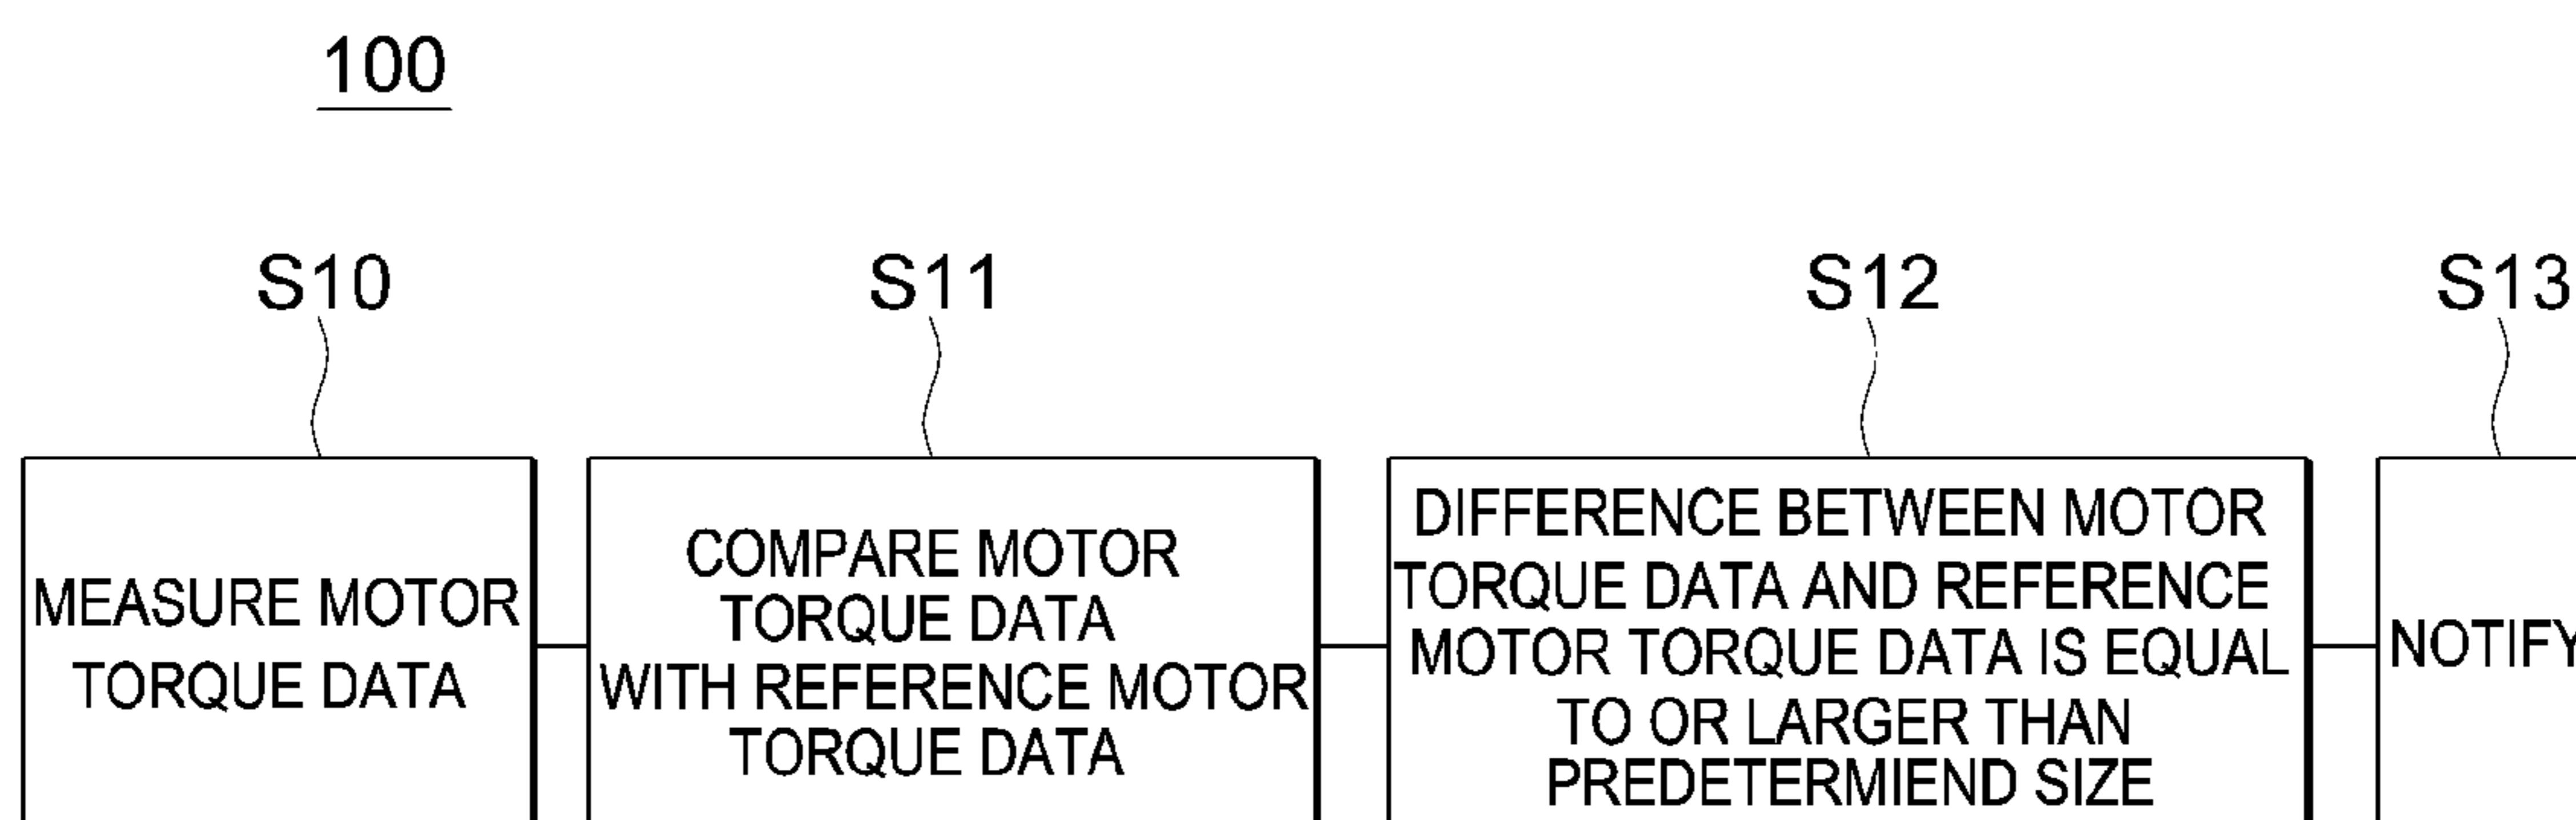 100
S10
S11
S12
S13
MEASURE MOTOR
TORQUE DATA
COMPARE MOTOR
TORQUE DATA
WITH REFERENCE MOTOR
TORQUE DATA
DIFFERENCE BETWEEN MOTOR
TORQUE DATA AND REFERENCE
MOTOR TORQUE DATA IS EQUAL
TO OR LARGER THAN
PREDETERMIEND SIZE
NOTIFY